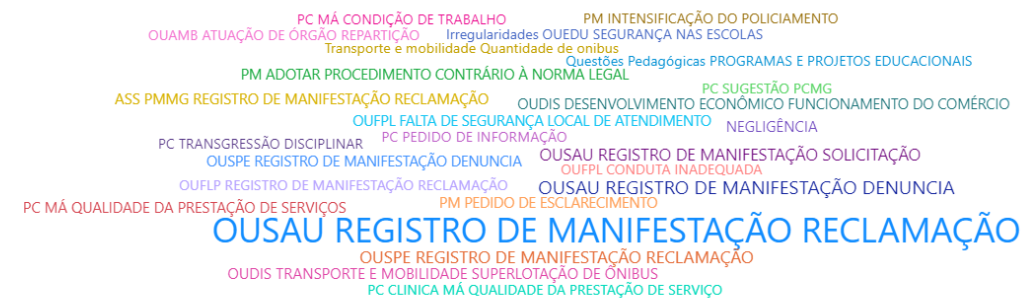 PC MÁ CONDIÇÃO DE TRABALHO
PM INTENSIFICAÇÃO DO POLICIAMENTO
OUAMB ATUAÇÃO DE ÓRGÃO REPARTIÇÃO
Irregularidades OUEDU SEGURANÇA NAS ESCOLAS
Transporte e mobilidade Quantidade de onibus
Questões Pedagógicas PROGRAMAS E PROJETOS EDUCACIONAIS
PM ADOTAR PROCEDIMENTO CONTRÁRIO À NORMA LEGAL
PC SUGESTÃO PCMG
ASS PMMG REGISTRO DE MANIFESTAÇÃO RECLAMAÇÃO
OUDIS DESENVOLVIMENTO ECONÔMICO FUNCIONAMENTO DO COMÉRCIO
OUFPL FALTA DE SEGURANÇA LOCAL DE ATENDIMENTO
NEGLIGÊNCIA
PC PEDIDO DE INFORMAÇÃO
PC TRANSGRESSÃO DISCIPLINAR
OUSAU REGISTRO DE MANIFESTAÇÃO SOLICITAÇÃO
OUSPE REGISTRO DE MANIFESTAÇÃO DENUNCIA
OUFPL CONDUTA INADEQUADA
OUFLP REGISTRO DE MANIFESTAÇÃO RECLAMAÇÃO
OUSAU REGISTRO DE MANIFESTAÇÃO DENUNCIA
PC MÁ QUALIDADE DA PRESTAÇÃO DE SERVIÇOS
PM PEDIDO DE ESCLARECIMENTO
OUSAU REGISTRO DE MANIFESTAÇÃO RECLAMAÇÃO
OUSPE REGISTRO DE MANIFESTAÇÃO RECLAMAÇÃO
OUDIS TRANSPORTE E MOBILIDADE SUPERLOTAÇÃO DE ÔNIBUS
PC CLINICA MÁ QUALIDADE DA PRESTAÇÃO DE SERVIÇO